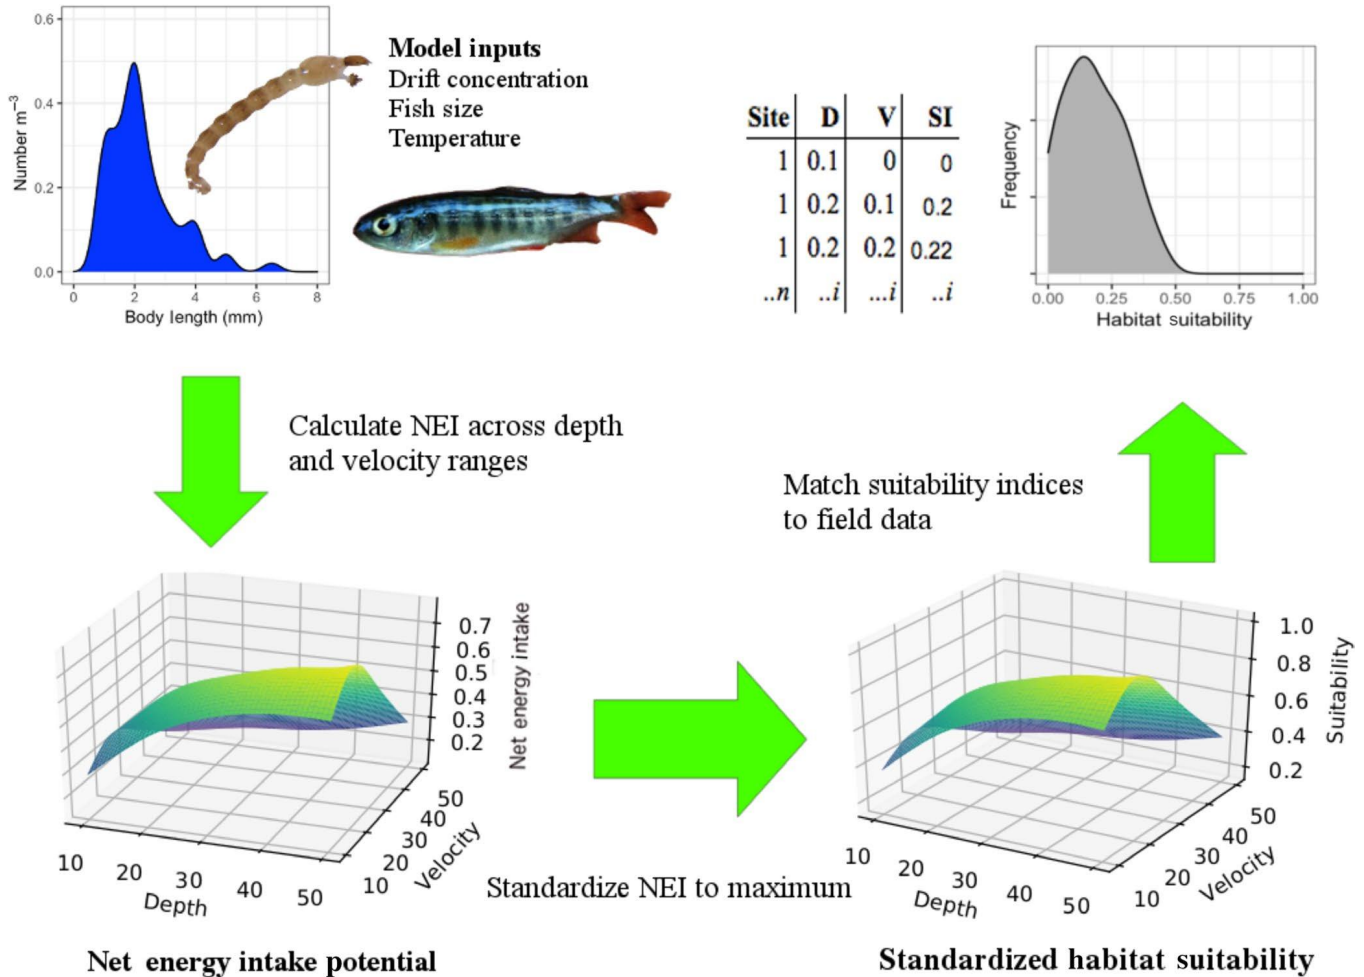 0.6
0.4
0.2
0.0
Number m⁻³
0 2 4 6 8
Body length (mm)
Model inputs
Drift concentration
Fish size
Temperature
Site D V SI
1 0.1 0 0
1 0.2 0.1 0.2
1 0.2 0.2 0.22
..n ..i ...i ..i
Frequency
0.00 0.25 0.50 0.75 1.00
Habitat suitability
Calculate NEI across depth
and velocity ranges
Match suitability indices
to field data
0.7
0.6
0.5
0.4
0.3
0.2
Net energy intake
50
40
30
20
10
Velocity
10 20 30 40 50
Depth
Net energy intake potential
Standardize NEI to maximum
1.0
0.8
0.6
0.4
0.2
Suitability
50
40
30
20
10
Velocity
10 20 30 40 50
Depth
Standardized habitat suitability